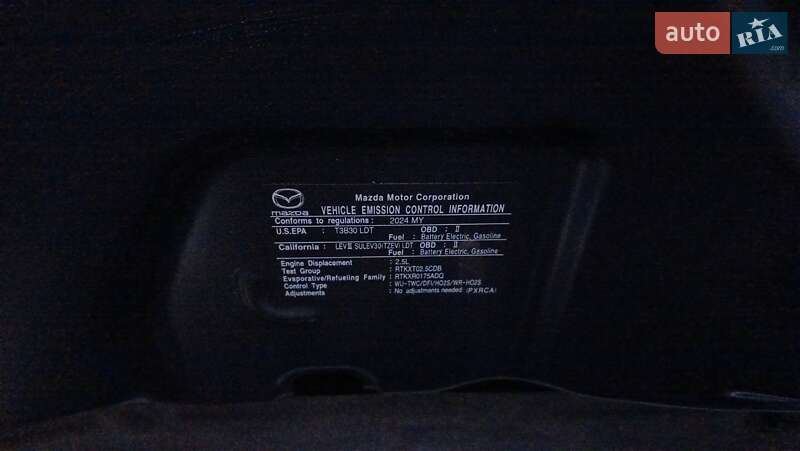 auto RIA .com
Mazda Motor Corporation
mazda VEHICLE EMISSION CONTROL INFORMATION
Conforms to regulations : 2024 MY
U.S.EPA : T3B30 LDT OBD : II
Fuel : Battery Electric, Gasoline
California : LEVIII SULEV30(TZEV) LDT OBD : II
Fuel : Battery Electric, Gasoline
Engine Displacement : 2.5L
Test Group : RTKXT02.5CDB
Evaporative/Refueling Family : RTKXR0175ADQ
Control Type : WU-TWC/DFI/HO2S/WR-HO2S
Adjustments : No adjustments needed (PXRCA)